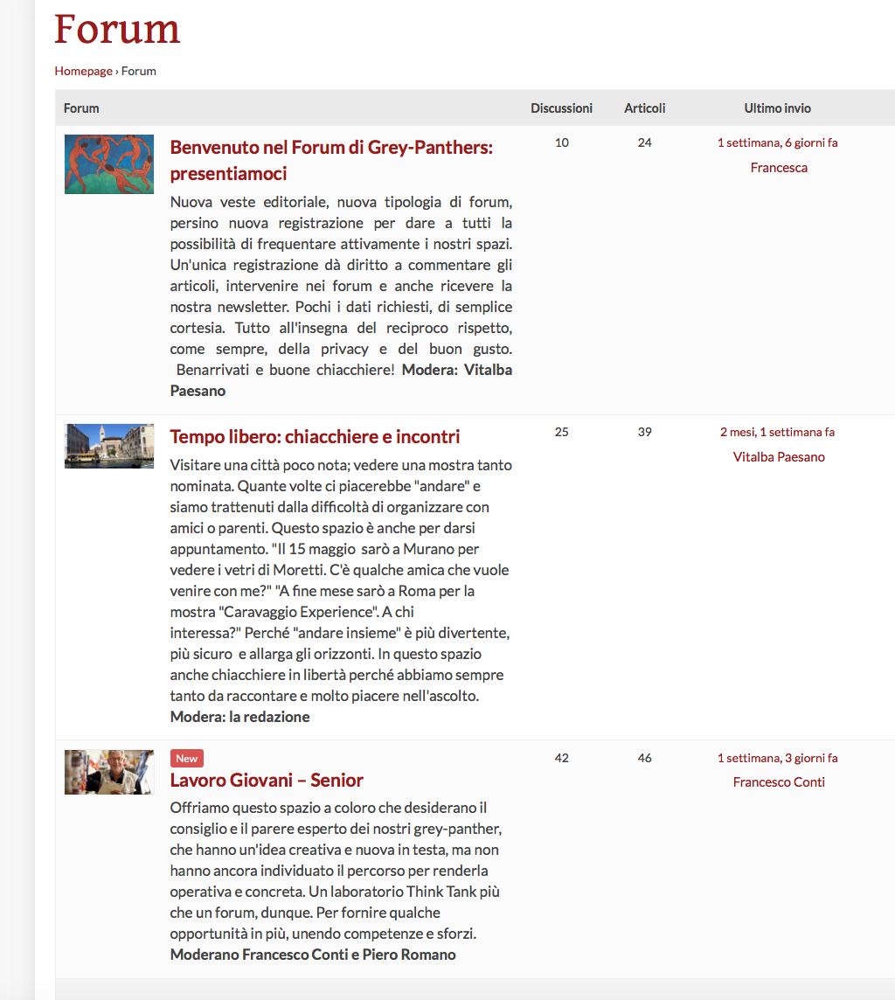 Forum
Homepage › Forum
Forum Discussioni Articoli Ultimo invio
Benvenuto nel Forum di Grey-Panthers: 10 24 1 settimana, 6 giorni fa
presentiamoci Francesca
Nuova veste editoriale, nuova tipologia di forum,
persino nuova registrazione per dare a tutti la
possibilità di frequentare attivamente i nostri spazi.
Un'unica registrazione dà diritto a commentare gli
articoli, intervenire nei forum e anche ricevere la
nostra newsletter. Pochi i dati richiesti, di semplice
cortesia. Tutto all'insegna del reciproco rispetto,
come sempre, della privacy e del buon gusto.
Benarrivati e buone chiacchiere! Modera: Vitalba
Paesano
Tempo libero: chiacchiere e incontri 25 39 2 mesi, 1 settimana fa
Vitalba Paesano
Visitare una città poco nota; vedere una mostra tanto
nominata. Quante volte ci piacerebbe "andare" e
siamo trattenuti dalla difficoltà di organizzare con
amici o parenti. Questo spazio è anche per darsi
appuntamento. "Il 15 maggio sarò a Murano per
vedere i vetri di Moretti. C'è qualche amica che vuole
venire con me?" "A fine mese sarò a Roma per la
mostra "Caravaggio Experience". A chi
interessa?" Perché "andare insieme" è più divertente,
più sicuro e allarga gli orizzonti. In questo spazio
anche chiacchiere in libertà perché abbiamo sempre
tanto da raccontare e molto piacere nell'ascolto.
Modera: la redazione
New 42 46 1 settimana, 3 giorni fa
Lavoro Giovani – Senior Francesco Conti
Offriamo questo spazio a coloro che desiderano il
consiglio e il parere esperto dei nostri grey-panther,
che hanno un'idea creativa e nuova in testa, ma non
hanno ancora individuato il percorso per renderla
operativa e concreta. Un laboratorio Think Tank più
che un forum, dunque. Per fornire qualche
opportunità in più, unendo competenze e sforzi.
Moderano Francesco Conti e Piero Romano